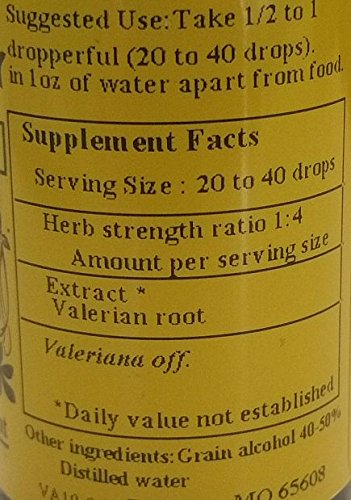 Suggested Use: Take 1/2 to 1
dropperful (20 to 40 drops).
in 1oz of water apart from food.
Supplement Facts
Serving Size : 20 to 40 drops
Herb strength ratio 1:4
Amount per serving size
Extract *
Valerian root
Valeriana off.
*Daily value not established
Other ingredients: Grain alcohol 40-50%
Distilled water
MO 65608